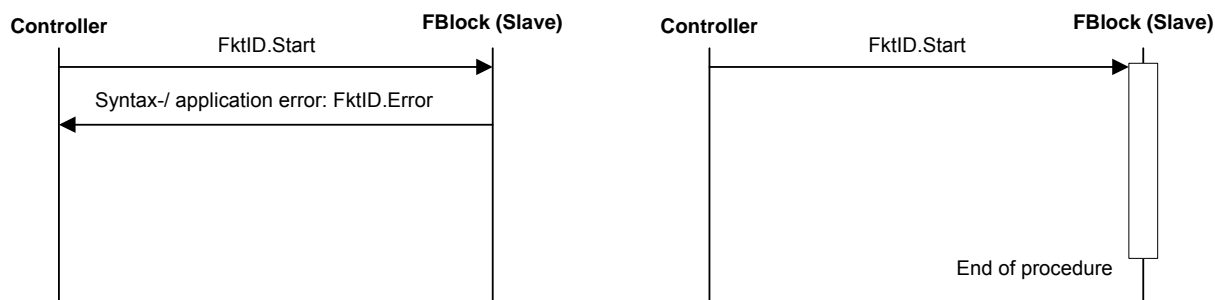 Controller
FBlock (Slave)
FktID.Start
Syntax-/ application error: FktID.Error
Controller
FBlock (Slave)
FktID.Start
End of procedure